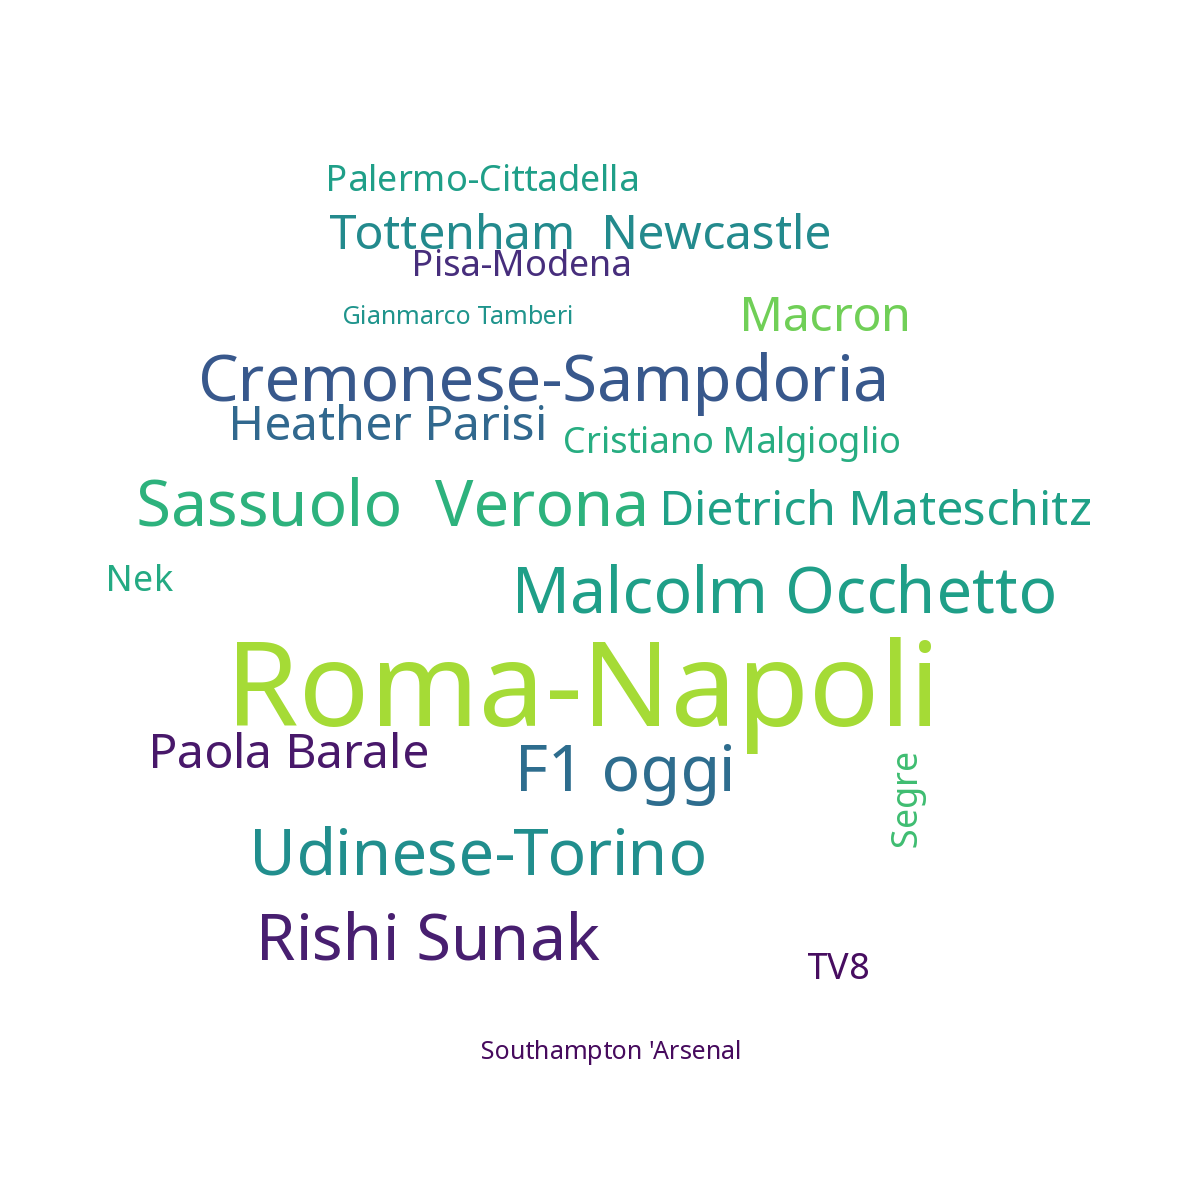 Palermo-Cittadella
Tottenham  Newcastle
Pisa-Modena
Gianmarco Tamberi
Macron
Cremonese-Sampdoria
Heather Parisi
Cristiano Malgioglio
Sassuolo  Verona
Dietrich Mateschitz
Nek
Malcolm Occhetto
Roma-Napoli
Paola Barale
F1 oggi
Segre
Udinese-Torino
Rishi Sunak
TV8
Southampton 'Arsenal